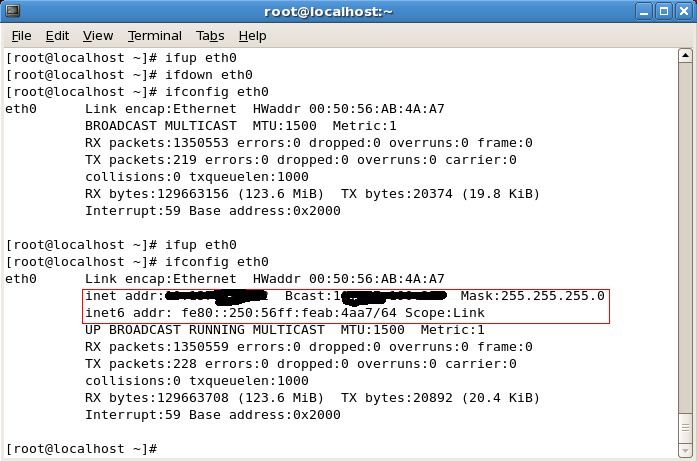 root@localhost:~
File Edit View Terminal Tabs Help
[root@localhost ~]# ifup eth0
[root@localhost ~]# ifdown eth0
[root@localhost ~]# ifconfig eth0
eth0 Link encap:Ethernet HWaddr 00:50:56:AB:4A:A7
BROADCAST MULTICAST MTU:1500 Metric:1
RX packets:1350553 errors:0 dropped:0 overruns:0 frame:0
TX packets:219 errors:0 dropped:0 overruns:0 carrier:0
collisions:0 txqueuelen:1000
RX bytes:129663156 (123.6 MiB) TX bytes:20374 (19.8 KiB)
Interrupt:59 Base address:0x2000
[root@localhost ~]# ifup eth0
[root@localhost ~]# ifconfig eth0
eth0 Link encap:Ethernet HWaddr 00:50:56:AB:4A:A7
inet addr: Bcast:1 Mask:255.255.255.0
inet6 addr: fe80::250:56ff:feab:4aa7/64 Scope:Link
UP BROADCAST RUNNING MULTICAST MTU:1500 Metric:1
RX packets:1350559 errors:0 dropped:0 overruns:0 frame:0
TX packets:228 errors:0 dropped:0 overruns:0 carrier:0
collisions:0 txqueuelen:1000
RX bytes:129663708 (123.6 MiB) TX bytes:20892 (20.4 KiB)
Interrupt:59 Base address:0x2000
[root@localhost ~]#